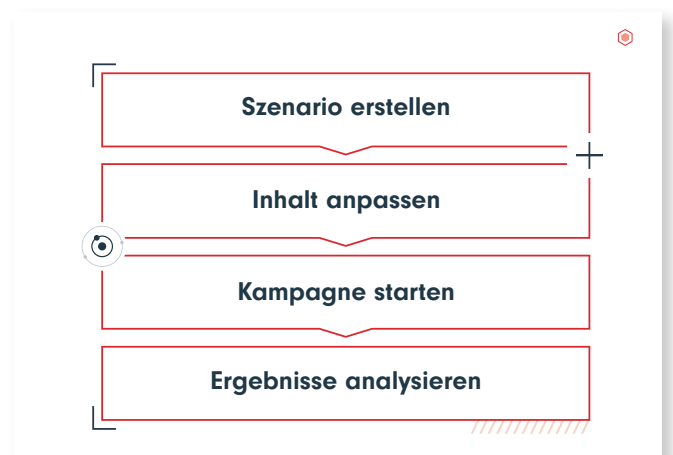 Szenario erstellen
Inhalt anpassen
Kampagne starten
Ergebnisse analysieren